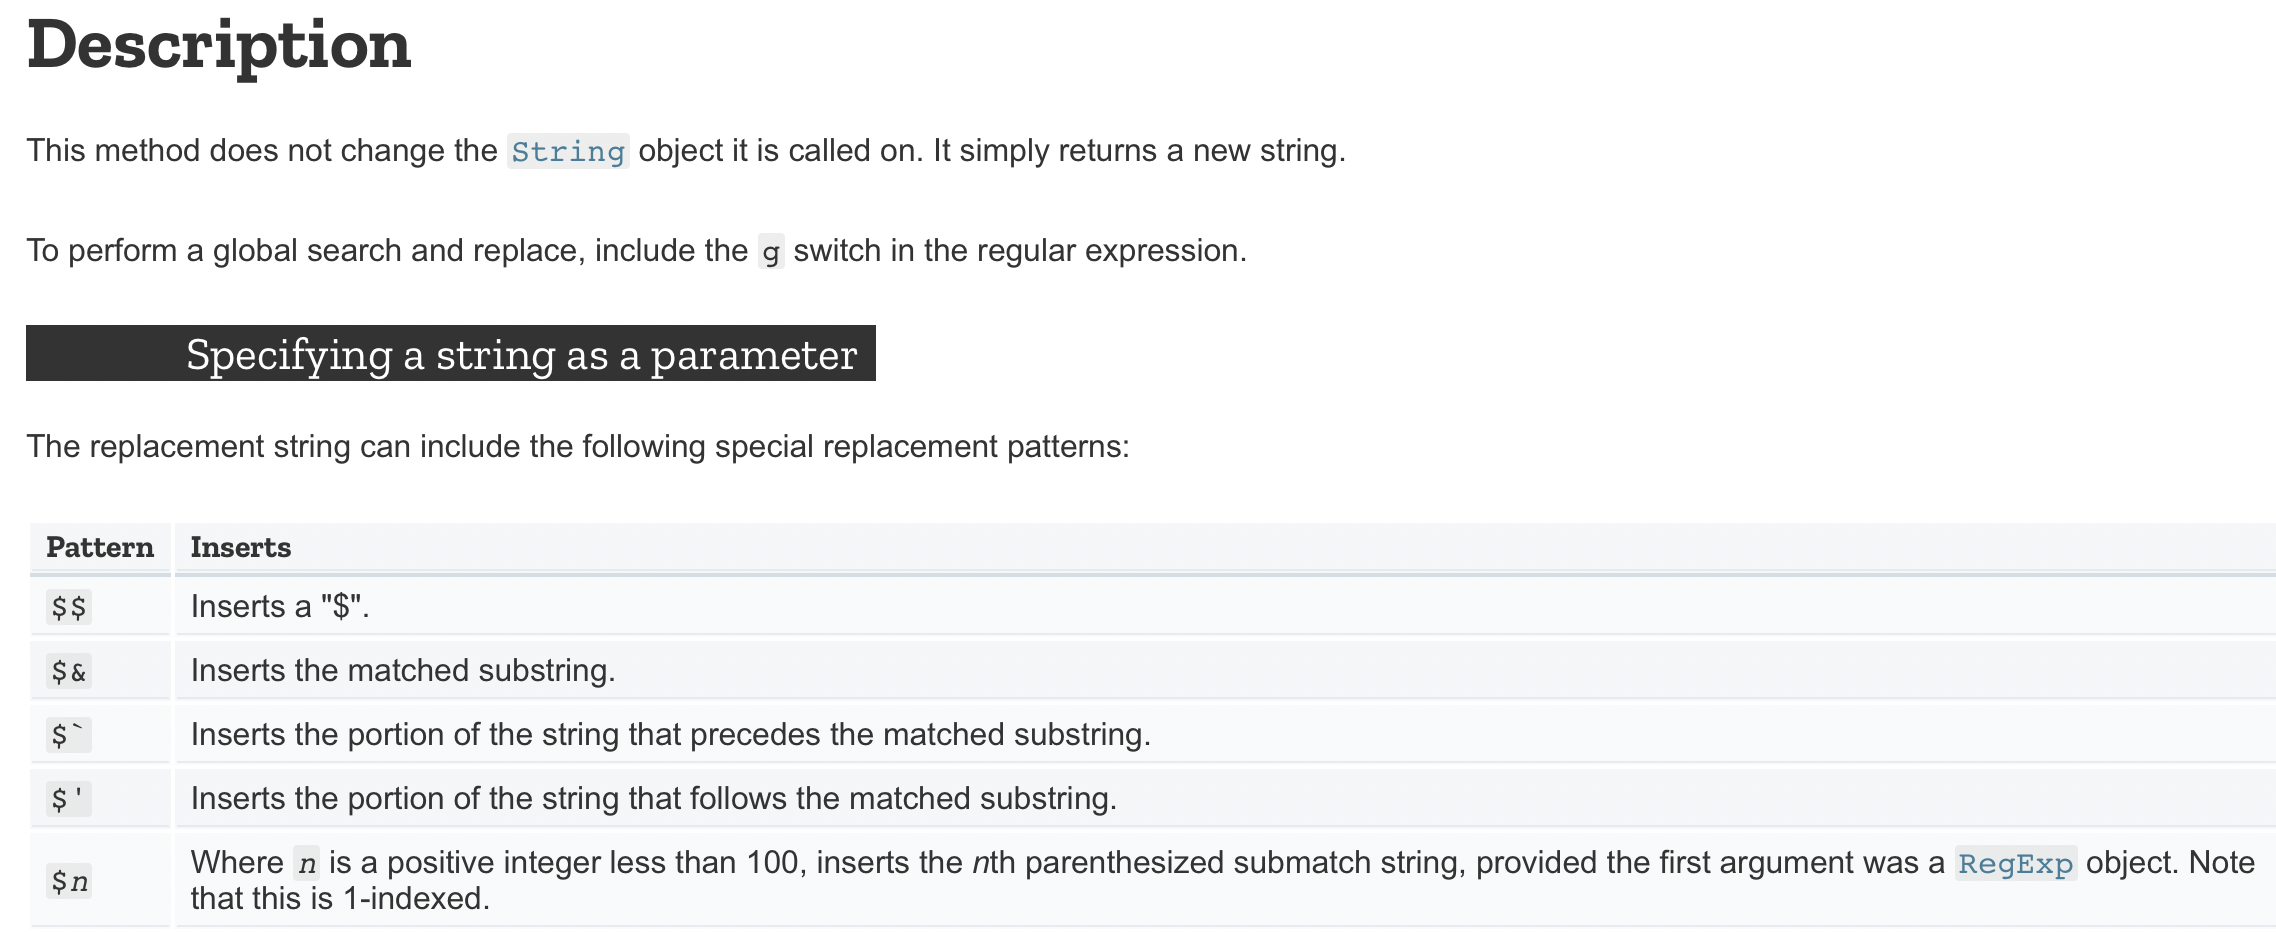 Description
This method does not change the String object it is called on. It simply returns a new string.
To perform a global search and replace, include the g switch in the regular expression.
Specifying a string as a parameter
The replacement string can include the following special replacement patterns:
Pattern Inserts
$$ Inserts a "$".
$& Inserts the matched substring.
$` Inserts the portion of the string that precedes the matched substring.
$' Inserts the portion of the string that follows the matched substring.
$n Where n is a positive integer less than 100, inserts the nth parenthesized submatch string, provided the first argument was a RegExp object. Note
that this is 1-indexed.